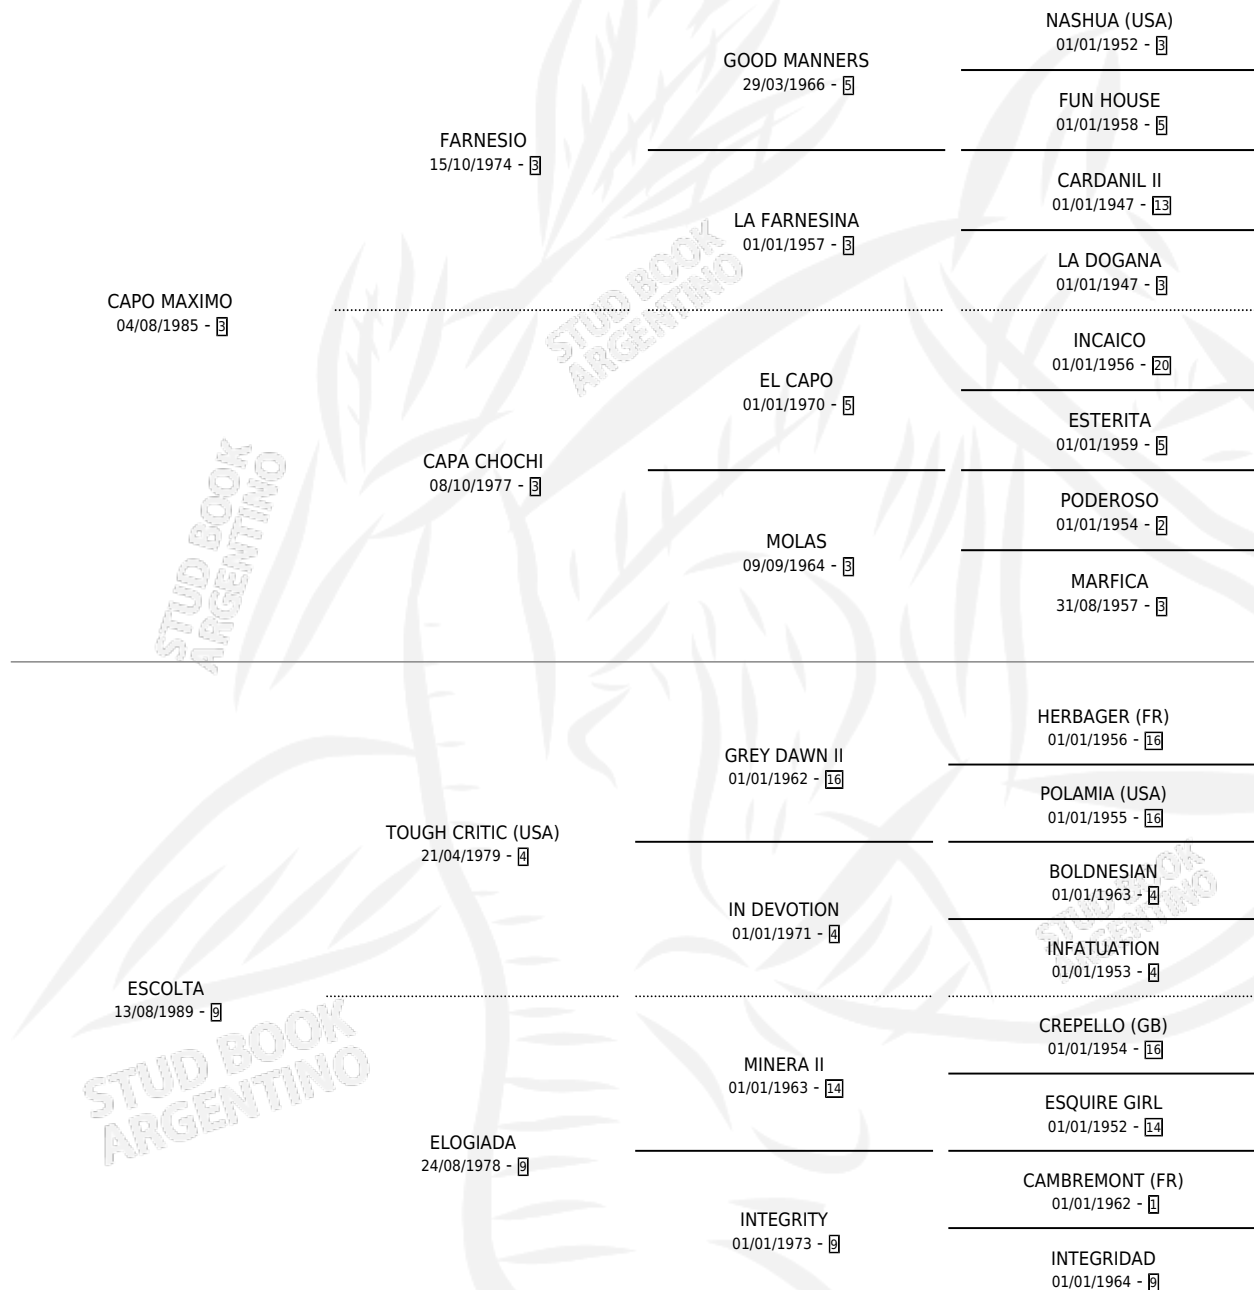 NASHUA (USA)
01/01/1952 - 3
GOOD MANNERS
29/03/1966 - 5
FUN HOUSE
01/01/1958 - 5
FARNESIO
15/10/1974 - 3
CARDANIL II
01/01/1947 - 13
LA FARNESINA
01/01/1957 - 3
LA DOGANA
01/01/1947 - 3
CAPO MAXIMO
04/08/1985 - 3
INCAICO
01/01/1956 - 20
EL CAPO
01/01/1970 - 5
ESTERITA
01/01/1959 - 5
CAPA CHOCHI
08/10/1977 - 3
PODEROSO
01/01/1954 - 2
MOLAS
09/09/1964 - 3
MARFICA
31/08/1957 - 3
HERBAGER (FR)
01/01/1956 - 16
GREY DAWN II
01/01/1962 - 16
POLAMIA (USA)
01/01/1955 - 16
TOUGH CRITIC (USA)
21/04/1979 - 4
BOLDNESIAN
01/01/1963 - 4
IN DEVOTION
01/01/1971 - 4
INFATUATION
01/01/1953 - 4
ESCOLTA
13/08/1989 - 9
CREPELLO (GB)
01/01/1954 - 16
MINERA II
01/01/1963 - 14
ESQUIRE GIRL
01/01/1952 - 14
ELOGIADA
24/08/1978 - 9
CAMBREMONT (FR)
01/01/1962 - 1
INTEGRITY
01/01/1973 - 9
INTEGRIDAD
01/01/1964 - 9
STUD BOOK
ARGENTINO
STUD BOOK
ARGENTINO
STUD BOOK
ARGENTINO
STUD BOOK
ARGENTINO